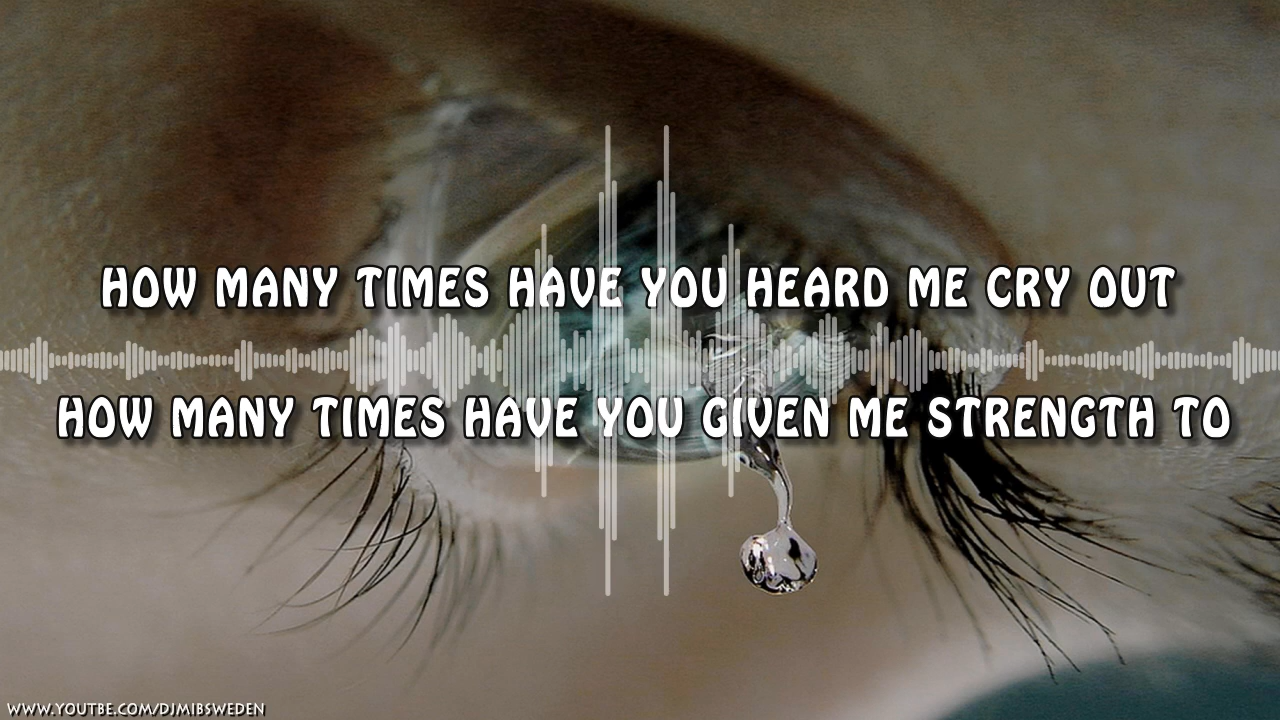 HOW MANY TIMES HAVE YOU HEARD ME CRY OUT
HOW MANY TIMES HAVE YOU GIVEN ME STRENGTH TO
WWW.YOUTBE.COM/DJMIBSWEDEN